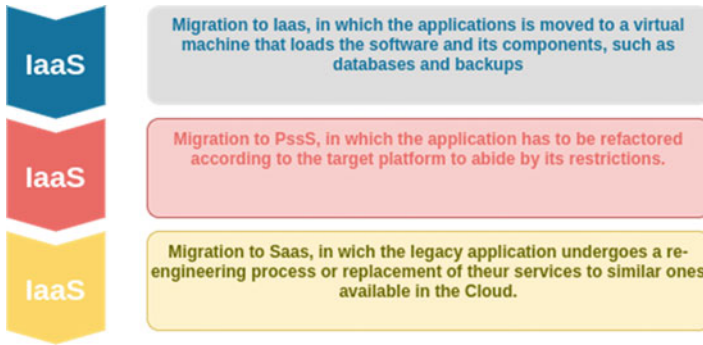 IaaS
Migration to Iaas, in which the applications is moved to a virtual
machine that loads the software and its components, such as
databases and backups
IaaS
Migration to PssS, in which the application has to be refactored
according to the target platform to abide by its restrictions.
IaaS
Migration to Saas, in wich the legacy application undergoes a re-
engineering process or replacement of theur services to similar ones
available in the Cloud.